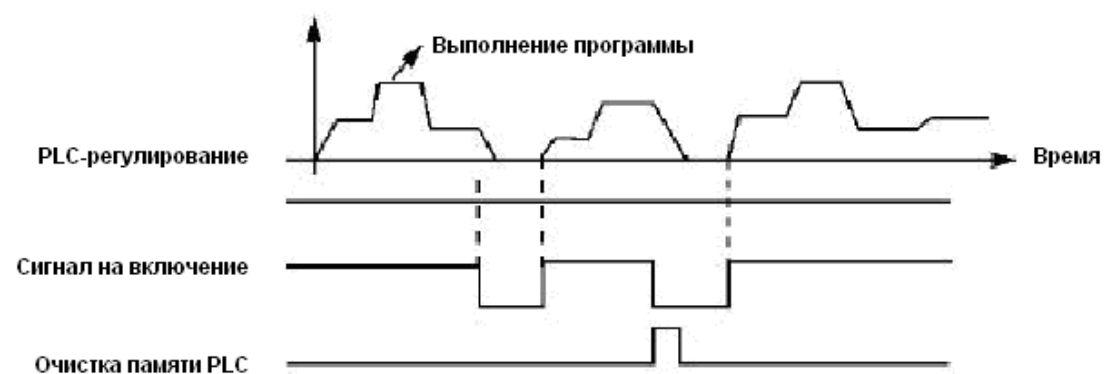 Выполнение программы
PLC-регулирование
Время
Сигнал на включение
Очистка памяти PLC